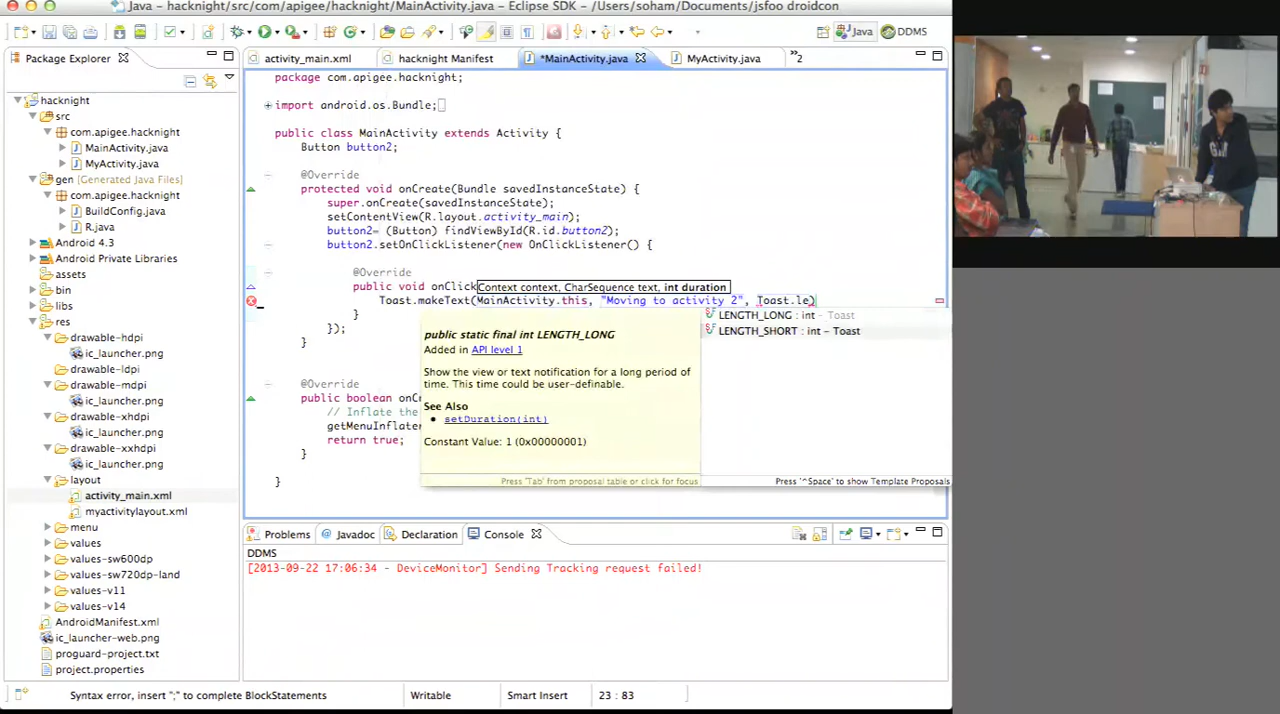 Java - hacknight/src/com/apigee/hacknight/MainActivity.java - Eclipse SDK - /Users/soham/Documents/jsfoo droidcon
Java
DDMS
Package Explorer
activity_main.xml
hacknight Manifest
*MainActivity.java
MyActivity.java
»2
hacknight
src
com.apigee.hacknight
MainActivity.java
MyActivity.java
gen [Generated Java Files]
com.apigee.hacknight
BuildConfig.java
R.java
Android 4.3
Android Private Libraries
assets
bin
libs
res
drawable-hdpi
ic_launcher.png
drawable-ldpi
drawable-mdpi
ic_launcher.png
drawable-xhdpi
ic_launcher.png
drawable-xxhdpi
ic_launcher.png
layout
activity_main.xml
myactivitylayout.xml
menu
values
values-sw600dp
values-sw720dp-land
values-v11
values-v14
AndroidManifest.xml
ic_launcher-web.png
proguard-project.txt
project.properties
package com.apigee.hacknight;
import android.os.Bundle;
public class MainActivity extends Activity {
Button button2;
@Override
protected void onCreate(Bundle savedInstanceState) {
super.onCreate(savedInstanceState);
setContentView(R.layout.activity_main);
button2= (Button) findViewById(R.id.button2);
button2.setOnClickListener(new OnClickListener() {
@Override
public void onClick
Context context, CharSequence text, int duration
Toast.makeText(MainActivity.this, "Moving to activity 2", Toast.le)
}
});
}
@Override
public boolean onC
// Inflate the
getMenuInflater
return true;
}
}
public static final int LENGTH_LONG
Added in API level 1
Show the view or text notification for a long period of
time. This time could be user-definable.
See Also
• setDuration(int)
Constant Value: 1 (0x00000001)
Press 'Tab' from proposal table or click for focus
LENGTH_LONG : int - Toast
LENGTH_SHORT : int - Toast
Press '^Space' to show Template Proposals
Problems
@ Javadoc
Declaration
Console
DDMS
[2013-09-22 17:06:34 - DeviceMonitor] Sending Tracking request failed!
Syntax error, insert ";" to complete BlockStatements
Writable
Smart Insert
23 : 83